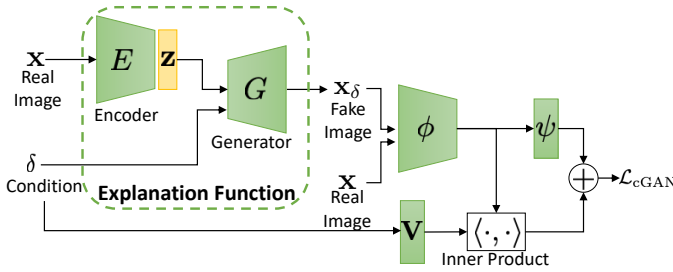 x
Real
Image
E
z
Encoder
G
Generator
δ
Condition
Explanation Function
x_δ
Fake
Image
x
Real
Image
ϕ
ψ
V
⟨·, ·⟩
Inner Product
+
ℒ_cGAN